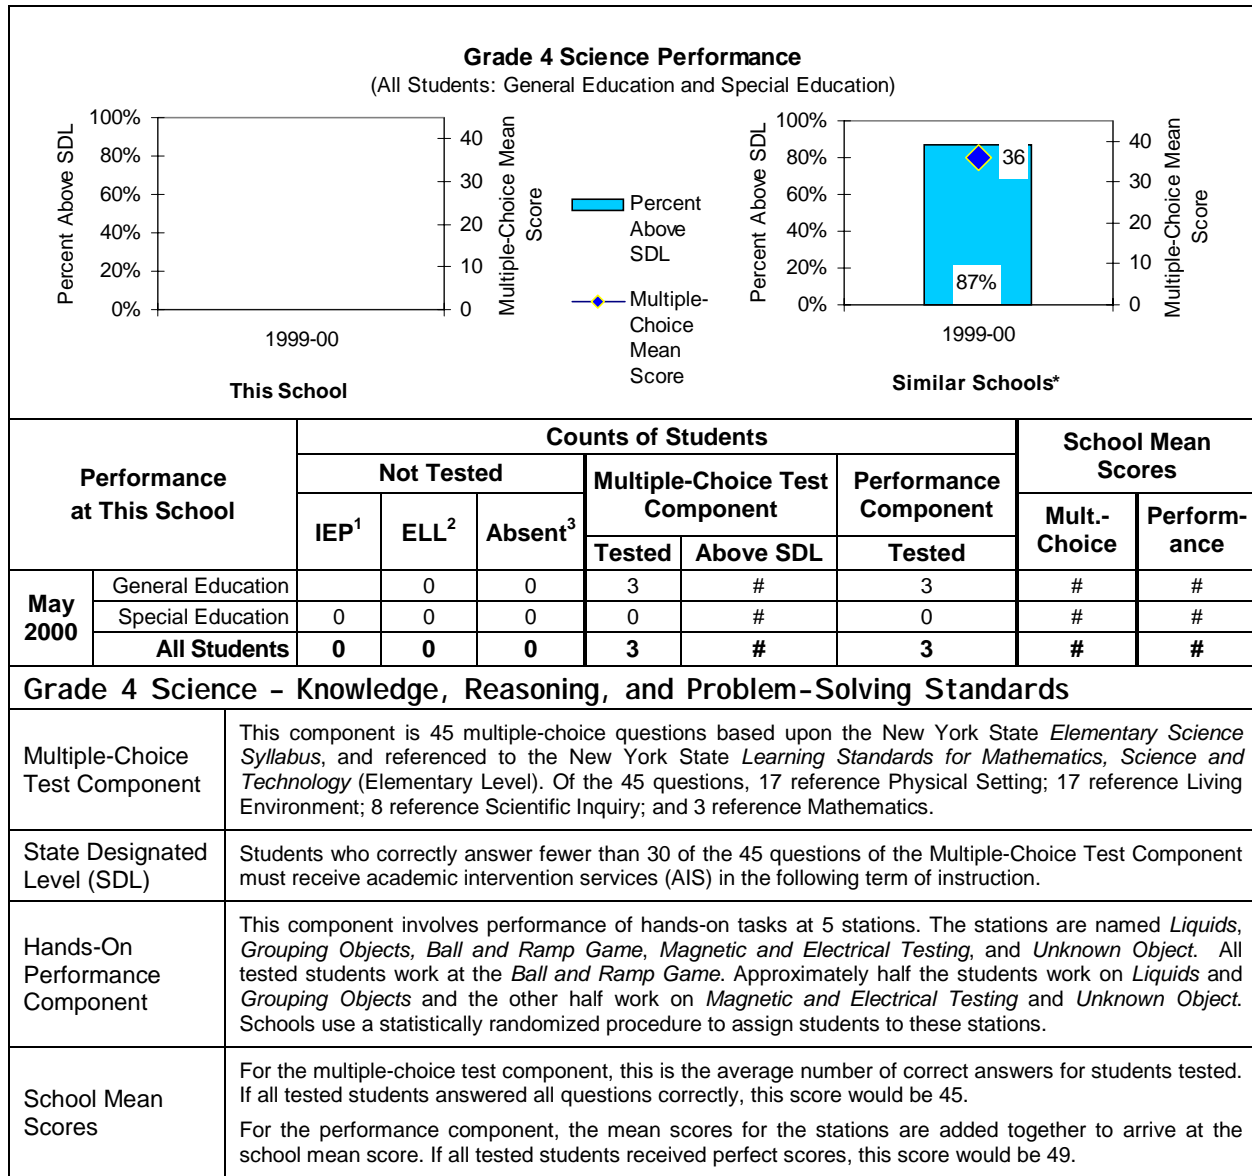 Grade 4 Science Performance
(All Students: General Education and Special Education)
Percent Above SDL
100%
80%
60%
40%
20%
0%
40
30
20
10
0
Multiple-Choice Mean
Score
1999-00
This School
Percent
Above
SDL
Multiple-
Choice
Mean
Score
Percent Above SDL
100%
80%
60%
40%
20%
0%
36
87%
40
30
20
10
0
Multiple-Choice Mean
Score
1999-00
Similar Schools*
Performance
at This School
Counts of Students
School Mean
Scores
Not Tested
Multiple-Choice Test
Component
Performance
Component
IEP1 ELL2 Absent3
Mult.-
Choice
Perform-
ance
Tested Above SDL Tested
May
2000
General Education 0 0 3 # 3 # #
Special Education 0 0 0 0 # 0 # #
All Students 0 0 0 3 # 3 # #
Grade 4 Science – Knowledge, Reasoning, and Problem-Solving Standards
Multiple-Choice
Test Component
This component is 45 multiple-choice questions based upon the New York State Elementary Science
Syllabus, and referenced to the New York State Learning Standards for Mathematics, Science and
Technology (Elementary Level). Of the 45 questions, 17 reference Physical Setting; 17 reference Living
Environment; 8 reference Scientific Inquiry; and 3 reference Mathematics.
State Designated
Level (SDL)
Students who correctly answer fewer than 30 of the 45 questions of the Multiple-Choice Test Component
must receive academic intervention services (AIS) in the following term of instruction.
Hands-On
Performance
Component
This component involves performance of hands-on tasks at 5 stations. The stations are named Liquids,
Grouping Objects, Ball and Ramp Game, Magnetic and Electrical Testing, and Unknown Object. All
tested students work at the Ball and Ramp Game. Approximately half the students work on Liquids and
Grouping Objects and the other half work on Magnetic and Electrical Testing and Unknown Object.
Schools use a statistically randomized procedure to assign students to these stations.
School Mean
Scores
For the multiple-choice test component, this is the average number of correct answers for students tested.
If all tested students answered all questions correctly, this score would be 45.
For the performance component, the mean scores for the stations are added together to arrive at the
school mean score. If all tested students received perfect scores, this score would be 49.